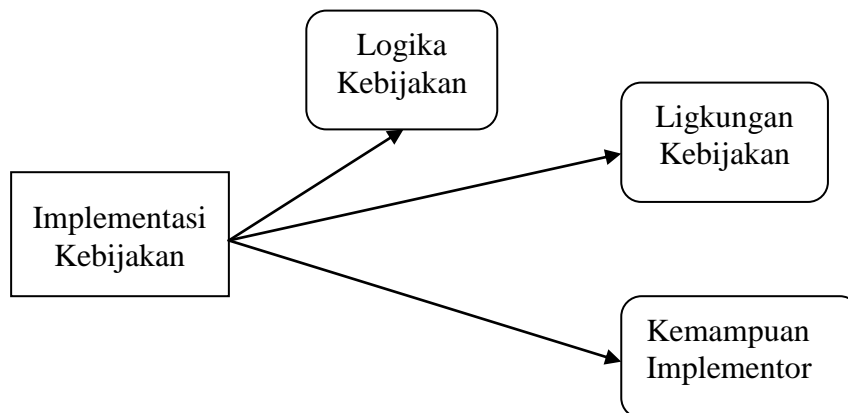 Logika
Kebijakan
Ligkungan
Kebijakan
Implementasi
Kebijakan
Kemampuan
Implementor